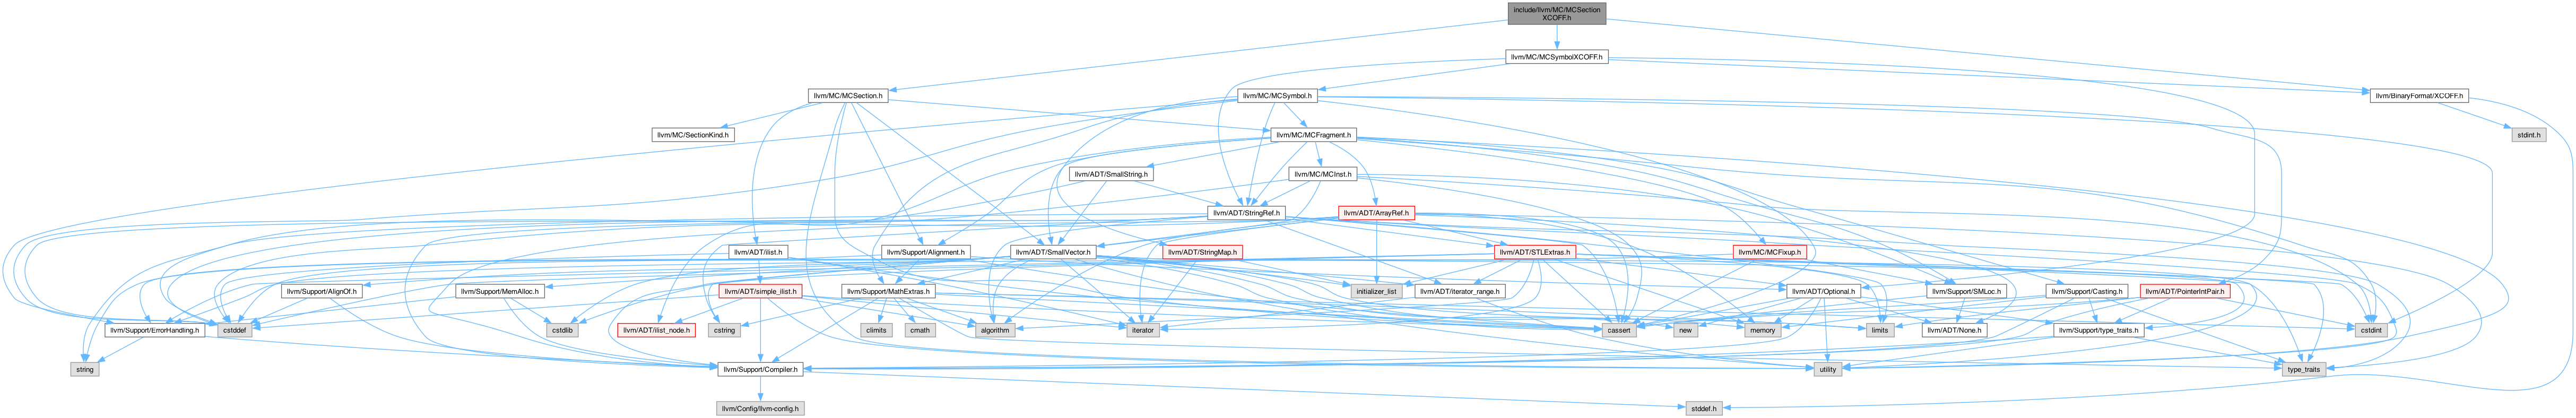 include/llvm/MC/MCSection
XCOFF.h
llvm/MC/MCSymbolXCOFF.h
llvm/MC/MCSection.h
llvm/MC/MCSymbol.h
llvm/BinaryFormat/XCOFF.h
llvm/MC/SectionKind.h
llvm/MC/MCFragment.h
stdint.h
llvm/ADT/SmallString.h
llvm/MC/MCInst.h
llvm/ADT/StringRef.h
llvm/ADT/ArrayRef.h
llvm/ADT/ilist.h
llvm/Support/Alignment.h
llvm/ADT/SmallVector.h
llvm/ADT/StringMap.h
llvm/ADT/STLExtras.h
llvm/MC/MCFixup.h
llvm/Support/AlignOf.h
llvm/Support/MemAlloc.h
llvm/ADT/simple_ilist.h
llvm/Support/MathExtras.h
initializer_list
llvm/ADT/iterator_range.h
llvm/ADT/Optional.h
llvm/Support/SMLoc.h
llvm/Support/Casting.h
llvm/ADT/PointerIntPair.h
llvm/Support/ErrorHandling.h
cstddef
cstdlib
llvm/ADT/ilist_node.h
cstring
climits
cmath
algorithm
iterator
cassert
new
memory
limits
llvm/ADT/None.h
llvm/Support/type_traits.h
cstdint
string
llvm/Support/Compiler.h
utility
type_traits
llvm/Config/llvm-config.h
stddef.h